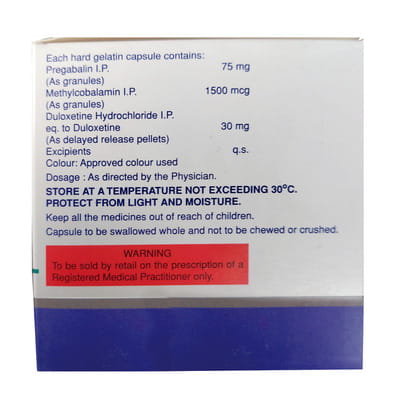 Each hard gelatin capsule contains:
Pregabalin I.P. 75 mg
(As granules)
Methylcobalamin I.P. 1500 mcg
(As granules)
Duloxetine Hydrochloride I.P.
eq. to Duloxetine 30 mg
(As delayed release pellets)
Excipients q.s.
Colour: Approved colour used
Dosage : As directed by the Physician.
STORE AT A TEMPERATURE NOT EXCEEDING 30°C.
PROTECT FROM LIGHT AND MOISTURE.
Keep all the medicines out of reach of children.
Capsule to be swallowed whole and not to be chewed or crushed.
WARNING
To be sold by retail on the prescription of a
Registered Medical Practitioner only.